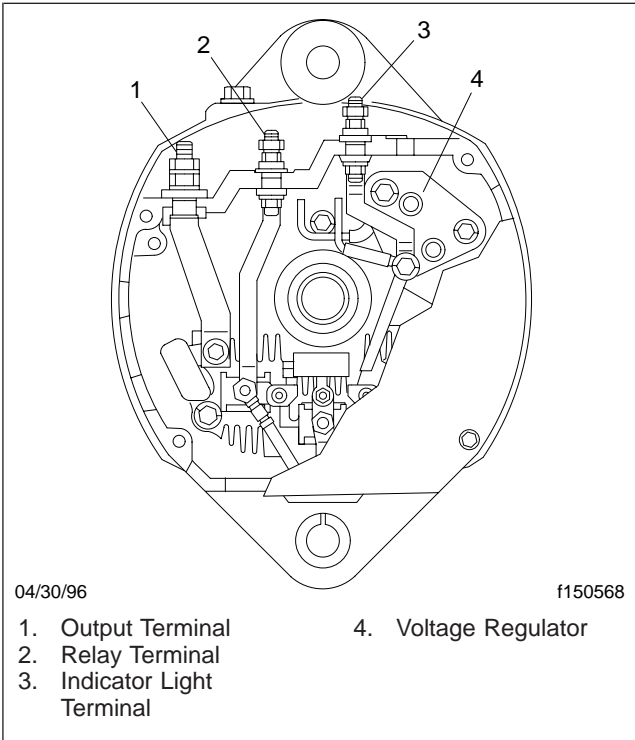 1
2
3
4
04/30/96
f150568
1. Output Terminal
2. Relay Terminal
3. Indicator Light
Terminal
4. Voltage Regulator